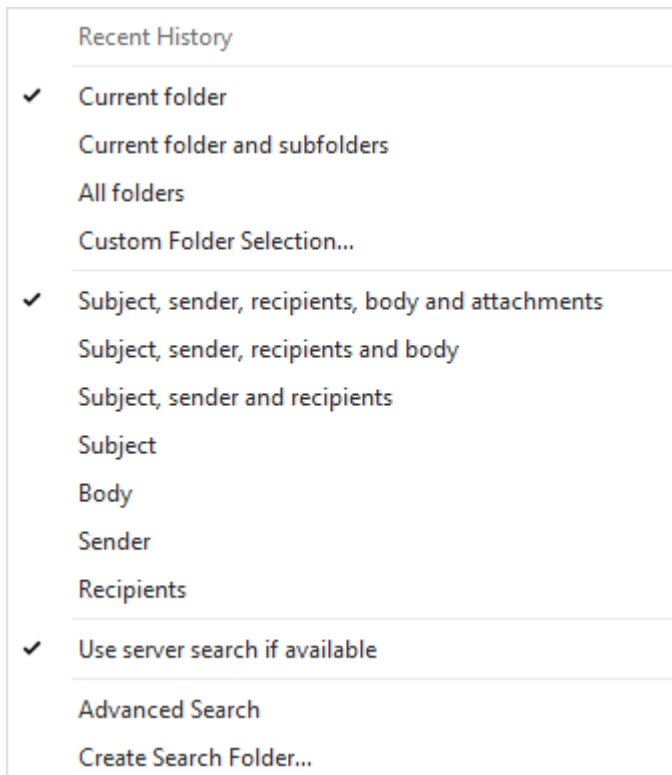 Recent History
Current folder
Current folder and subfolders
All folders
Custom Folder Selection...
Subject, sender, recipients, body and attachments
Subject, sender, recipients and body
Subject, sender and recipients
Subject
Body
Sender
Recipients
Use server search if available
Advanced Search
Create Search Folder...